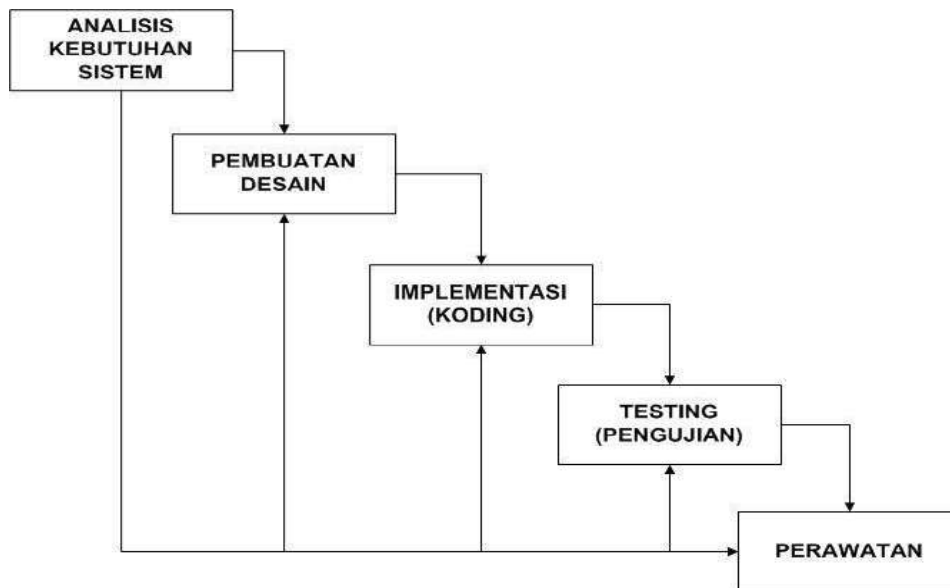 ANALISIS
KEBUTUHAN
SISTEM
PEMBUATAN
DESAIN
IMPLEMENTASI
(KODING)
TESTING
(PENGUJIAN)
PERAWATAN